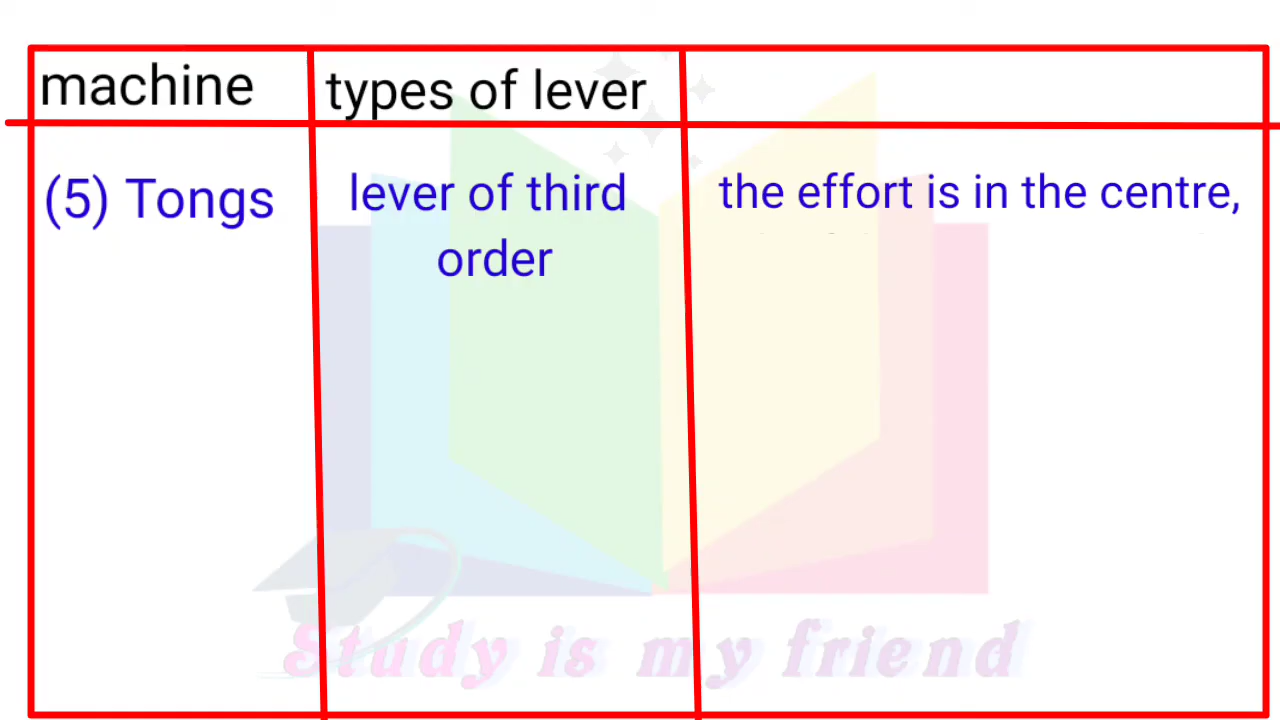 machine
types of lever
(5) Tongs
lever of third
order
the effort is in the centre,
Study is my friend